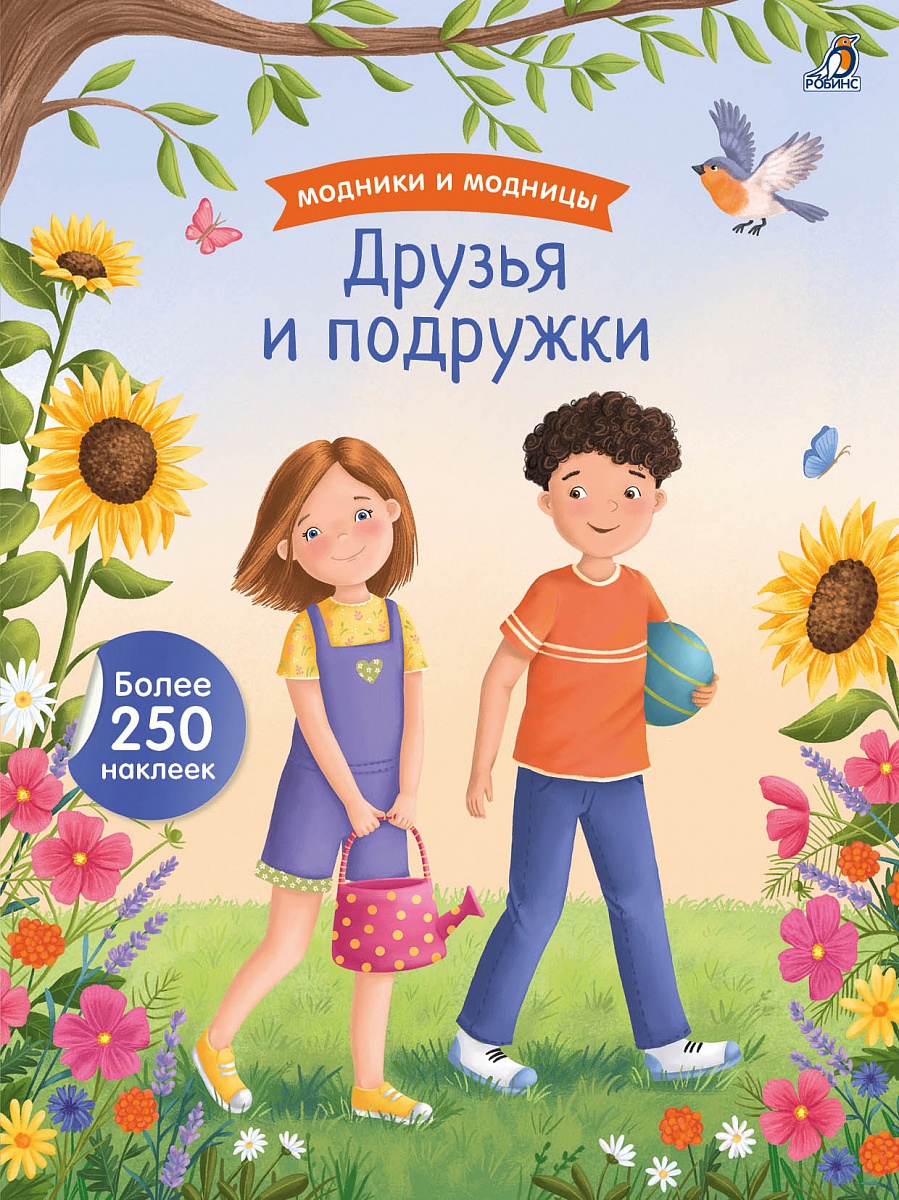 РОБИНС
МОДНИКИ И МОДНИЦЫ
Друзья
и подружки
Более
250
наклеек